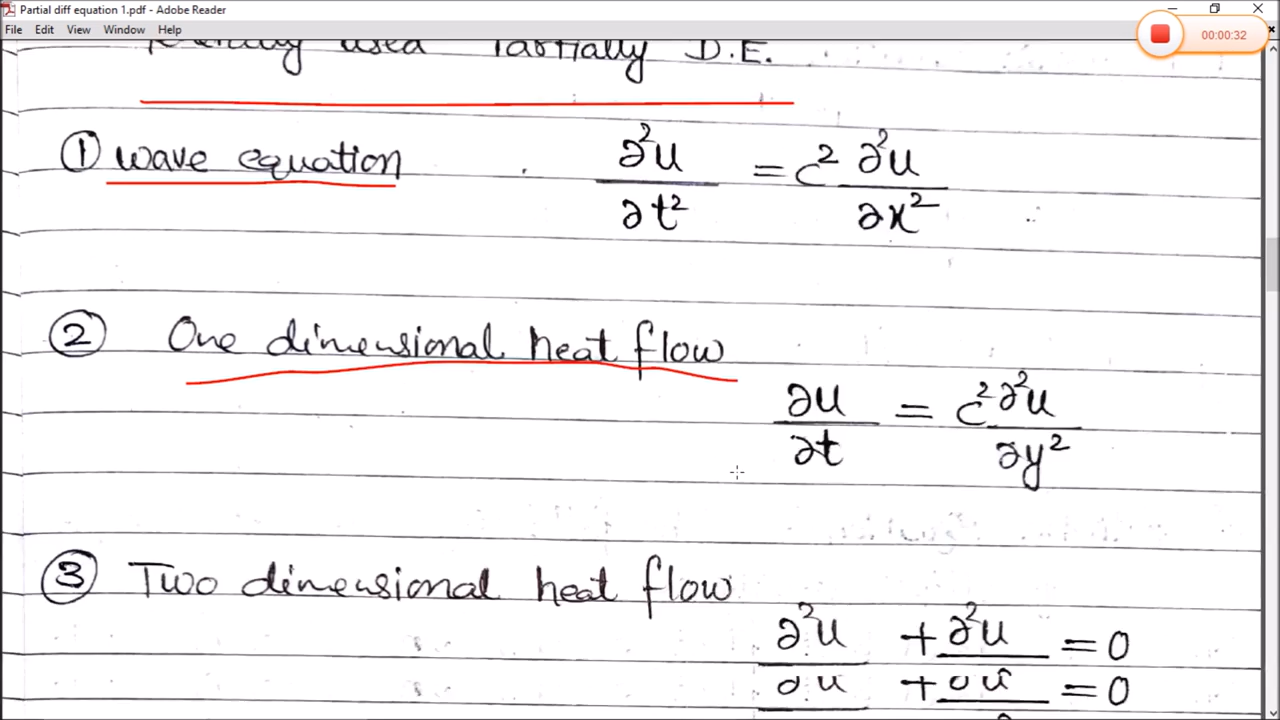 Partial diff equation 1.pdf - Adobe Reader
File Edit View Window Help
00:00:32
used Partially D.E.
① wave equation ∂²u/∂t² = c² ∂²u/∂x²
② One dimensional heat flow
∂u/∂t = c² ∂²u/∂y²
③ Two dimensional heat flow
∂²u + ∂²u = 0